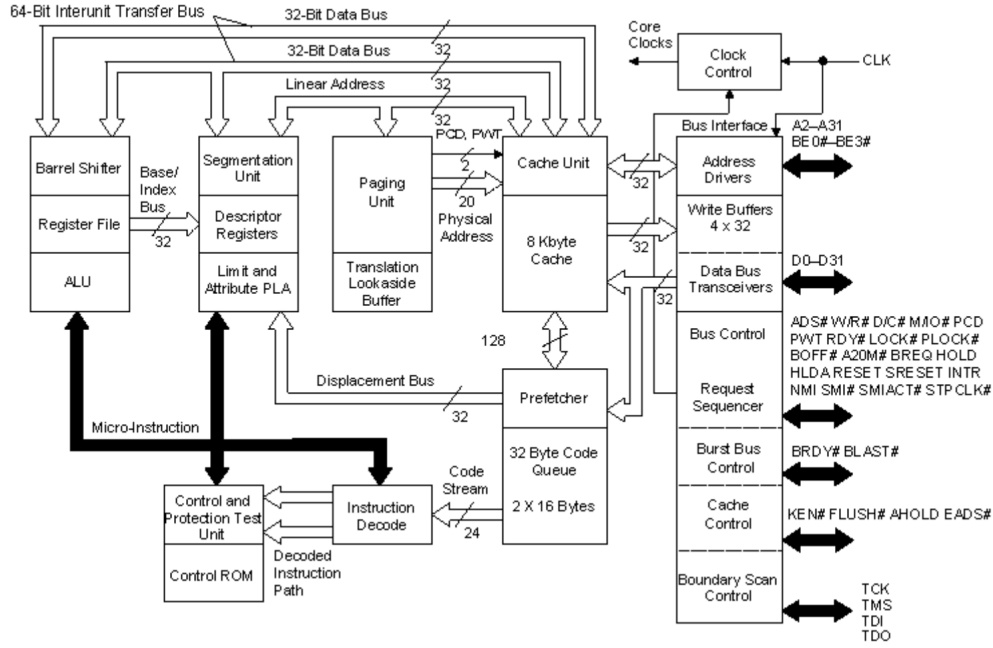 64-Bit Interunit Transfer Bus
32-Bit Data Bus
32
32-Bit Data Bus
32
Linear Address
32
32
Core
Clocks
Clock
Control
CLK
PCD, PWT
2
20
Physical
Address
Bus Interface
A2–A31
BE0#–BE3#
Barrel Shifter
Register File
ALU
Base/
Index
Bus
32
Segmentation
Unit
Descriptor
Registers
Limit and
Attribute PLA
Paging
Unit
Translation
Lookaside
Buffer
Cache Unit
8 Kbyte
Cache
32
32
32
Address
Drivers
Write Buffers
4 x 32
Data Bus
Transceivers
D0–D31
Bus Control
Request
Sequencer
ADS# W/R# D/C# M/IO# PCD
PWT RDY# LOCK# PLOCK#
BOFF# A20M# BREQ HOLD
HLDA RESET SRESET INTR
NMI SMI# SMIACT# STPCLK#
128
Displacement Bus
32
Prefetcher
32 Byte Code
Queue
2 X 16 Bytes
Micro-Instruction
Code
Stream
24
Control and
Protection Test
Unit
Control ROM
Instruction
Decode
Decoded
Instruction
Path
Burst Bus
Control
BRDY# BLAST#
Cache
Control
KEN# FLUSH# AHOLD EADS#
Boundary Scan
Control
TCK
TMS
TDI
TDO